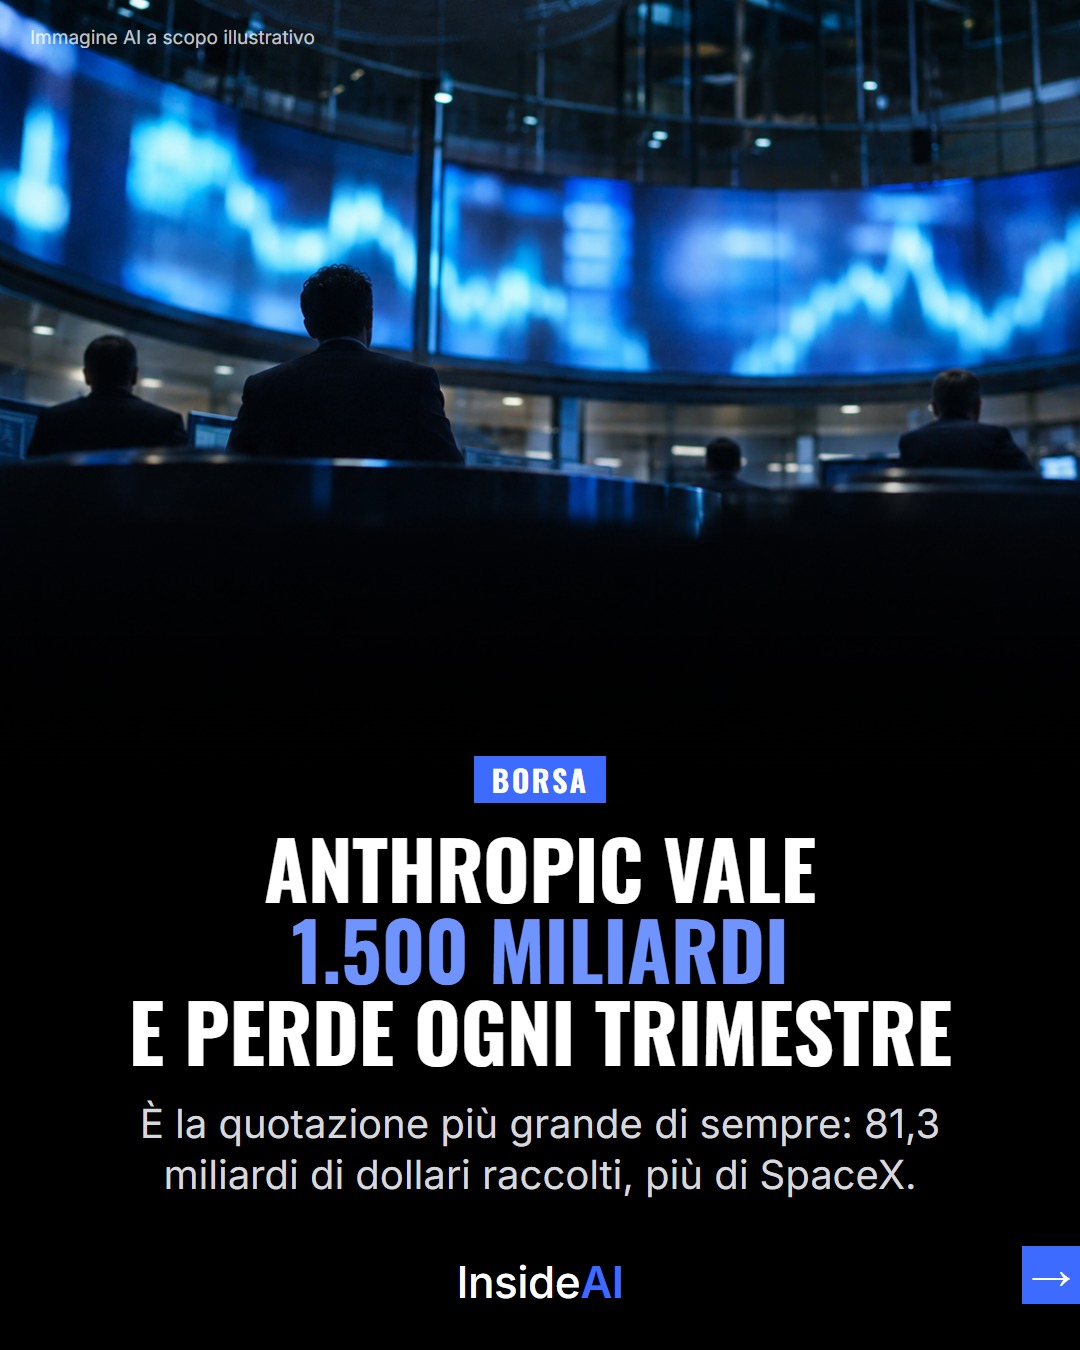 Immagine AI a scopo illustrativo
BORSA
ANTHROPIC VALE
1.500 MILIARDI
E PERDE OGNI TRIMESTRE
È la quotazione più grande di sempre: 81,3
miliardi di dollari raccolti, più di SpaceX.
InsideAI
→